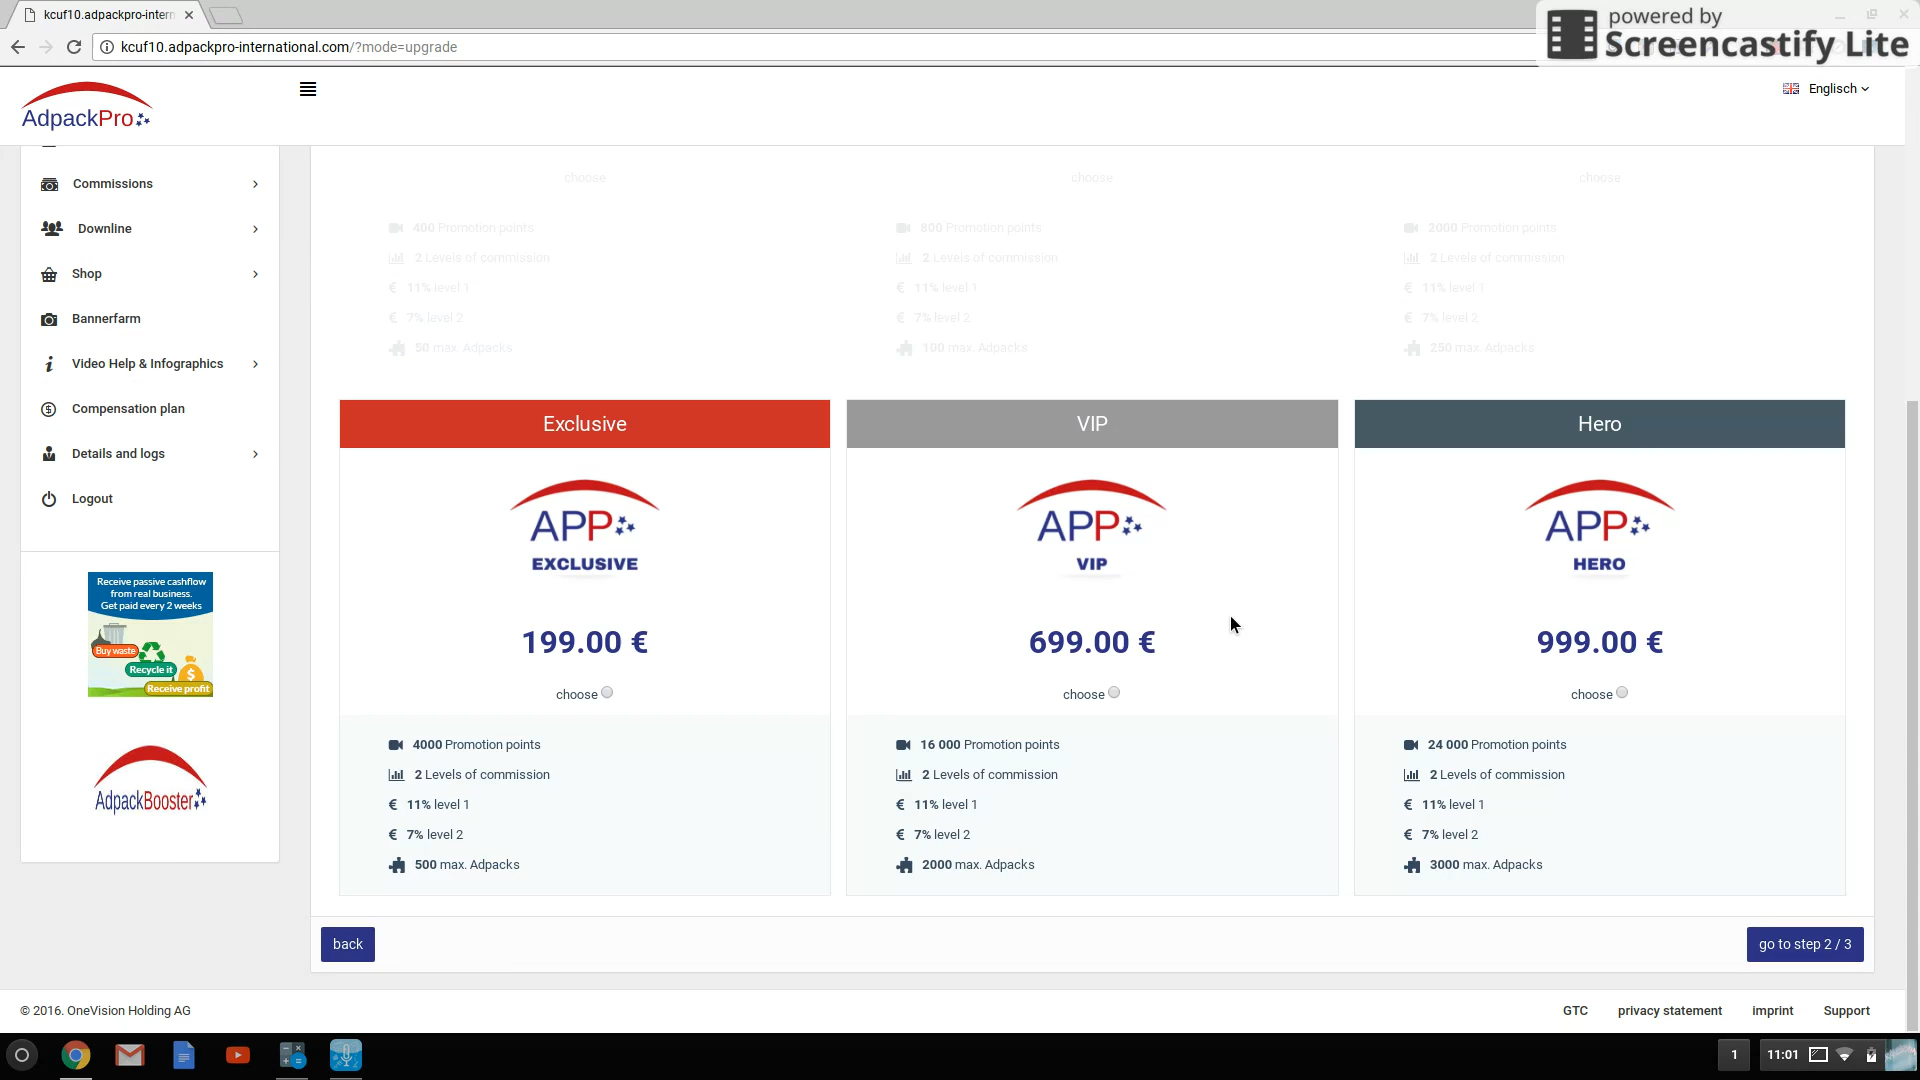 kcuf10.adpackpro-intern
powered by
Screencastify Lite
kcuf10.adpackpro-international.com/?mode=upgrade
AdpackPro
Englisch
choose
choose
choose
Commissions
Downline
Shop
Bannerfarm
Video Help & Infographics
Compensation plan
Details and logs
Logout
400 Promotion points
2 Levels of commission
11% level 1
7% level 2
50 max. Adpacks
800 Promotion points
2 Levels of commission
11% level 1
7% level 2
100 max. Adpacks
2000 Promotion points
2 Levels of commission
11% level 1
7% level 2
250 max. Adpacks
Exclusive
APP
EXCLUSIVE
199.00 €
choose
4000 Promotion points
2 Levels of commission
€ 11% level 1
€ 7% level 2
500 max. Adpacks
VIP
APP
VIP
699.00 €
choose
16 000 Promotion points
2 Levels of commission
€ 11% level 1
€ 7% level 2
2000 max. Adpacks
Hero
APP
HERO
999.00 €
choose
24 000 Promotion points
2 Levels of commission
€ 11% level 1
€ 7% level 2
3000 max. Adpacks
Receive passive cashflow
from real business.
Get paid every 2 weeks
Buy waste
Recycle it
Receive profit
AdpackBooster
back
go to step 2 / 3
© 2016. OneVision Holding AG
GTC
privacy statement
imprint
Support
1
11:01